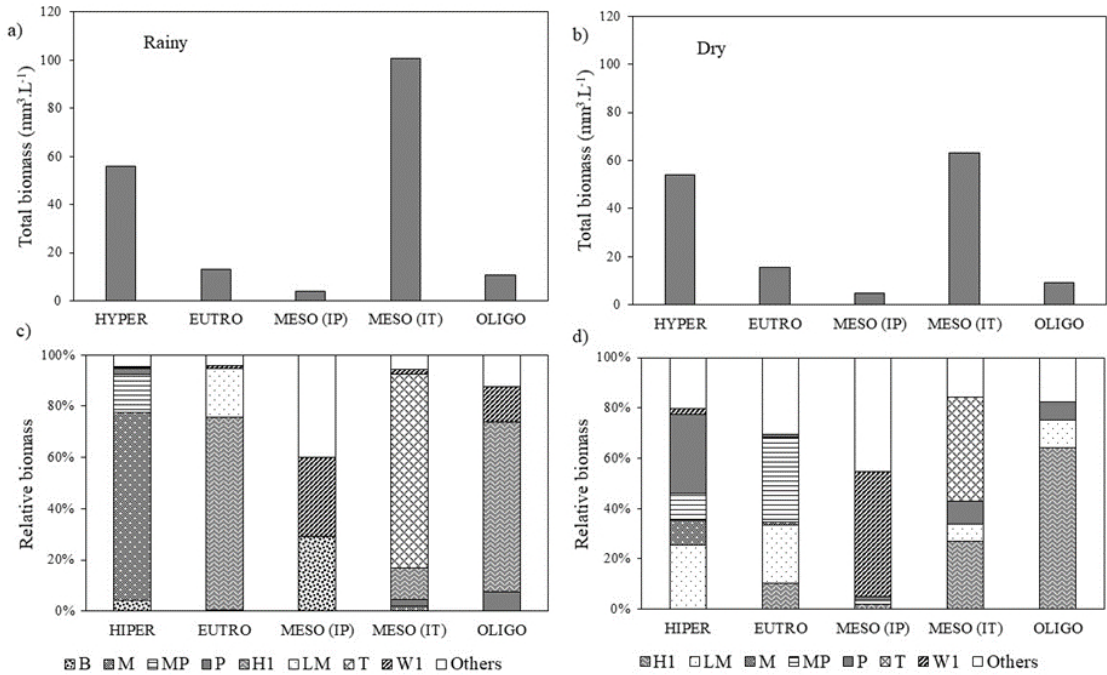 a)
Rainy
Total biomass (mm³.L⁻¹)
120
100
80
60
40
20
0
HYPER EUTRO MESO (IP) MESO (IT) OLIGO
b)
Dry
Total biomass (mm³.L⁻¹)
120
100
80
60
40
20
0
HYPER EUTRO MESO (IP) MESO (IT) OLIGO
c)
Relative biomass
100%
80%
60%
40%
20%
0%
HIPER EUTRO MESO (IP) MESO (IT) OLIGO
B M MP P H1 LM T W1 Others
d)
Relative biomass
100%
80%
60%
40%
20%
0%
HIPER EUTRO MESO (IP) MESO (IT) OLIGO
H1 LM M MP P T W1 Others